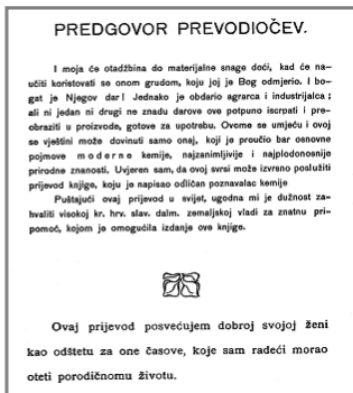 PREDGOVOR PREVODIOČEV.
I moja će otadžbina do materijalne snage doći, kad će na-
učiti koristovati se onom grudom, koju joj je Bog odmjerio. I bo-
gat je Njegov dar! Jednako je obdario agrarca i industrijalca ;
ali ni jedan ni drugi ne znadu darove ove potpuno iscrpati i pre-
obraziti u proizvode, gotove za upotrebu. Ovome se umjeću i ovoj
se vještini može dovinuti samo onaj, koji je proučio bar osnovne
pojmove moderne kemije, najzanimljivije i najplodonosnije
prirodne znanosti. Uvjeren sam, da ovoj svrsi može izvrsno poslužiti
prijevod knjige, koju je napisao odličan poznavalac kemije
Puštajući ovaj prijevod u svijet, ugodna mi je dužnost za-
hvaliti visokoj kr. hrv. slav. dalm. zemaljskoj vladi za znatnu pri-
pomoć, kojom je omogućila izdanje ove knjige.
Ovaj prijevod posvećujem dobroj svojoj ženi
kao odštetu za one časove, koje sam radeći morao
oteti porodičnomu životu.